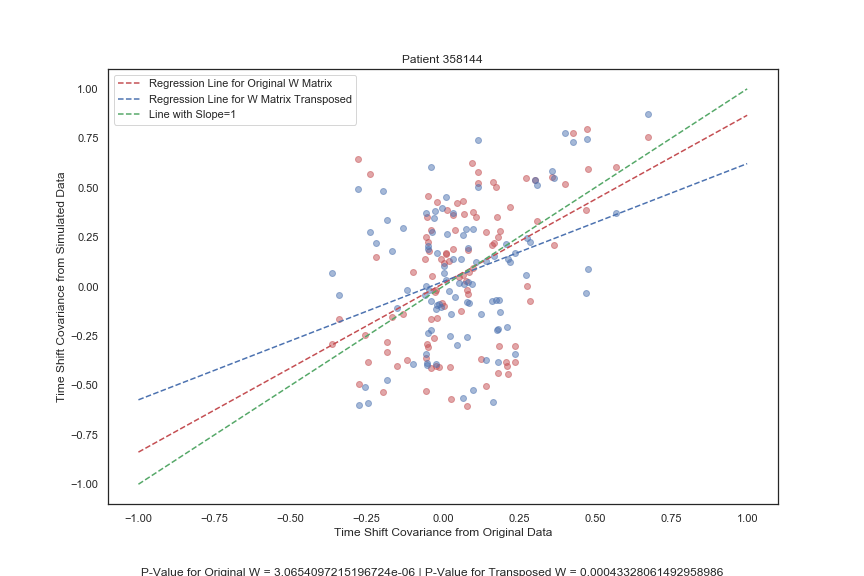 Patient 358144
Regression Line for Original W Matrix
Regression Line for W Matrix Transposed
Line with Slope=1
1.00
0.75
0.50
0.25
0.00
−0.25
−0.50
−0.75
−1.00
Time Shift Covariance from Simulated Data
−1.00 −0.75 −0.50 −0.25 0.00 0.25 0.50 0.75 1.00
Time Shift Covariance from Original Data
P-Value for Original W = 3.0654097215196724e-06 | P-Value for Transposed W = 0.00043328061492958986